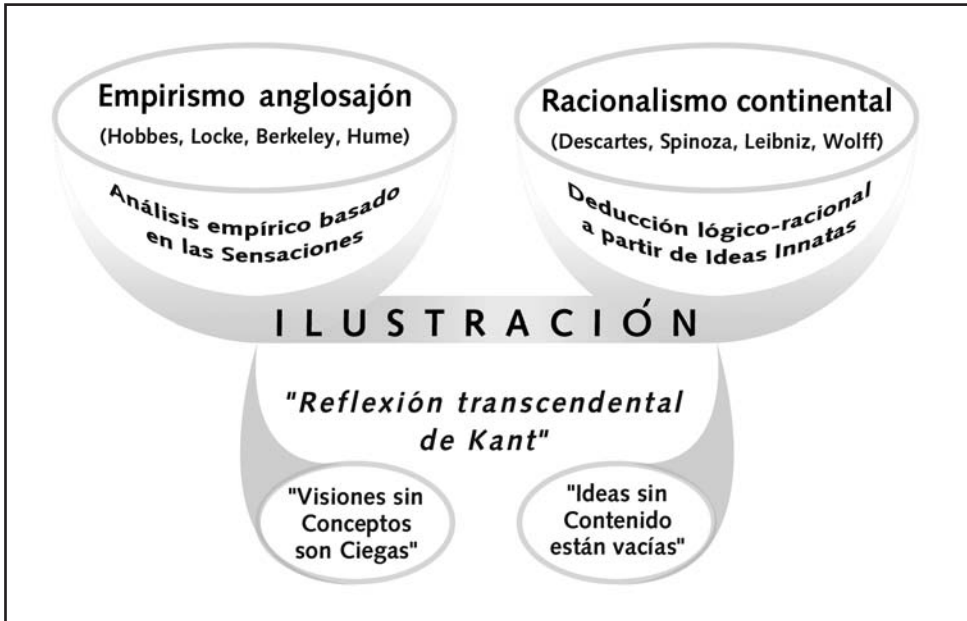 Empirismo anglosajón
(Hobbes, Locke, Berkeley, Hume)
Análisis empírico basado
en las Sensaciones
Racionalismo continental
(Descartes, Spinoza, Leibniz, Wolff)
Deducción lógico-racional
a partir de Ideas Innatas
ILUSTRACIÓN
"Reflexión transcendental
de Kant"
"Visiones sin
Conceptos
son Ciegas"
"Ideas sin
Contenido
están vacías"